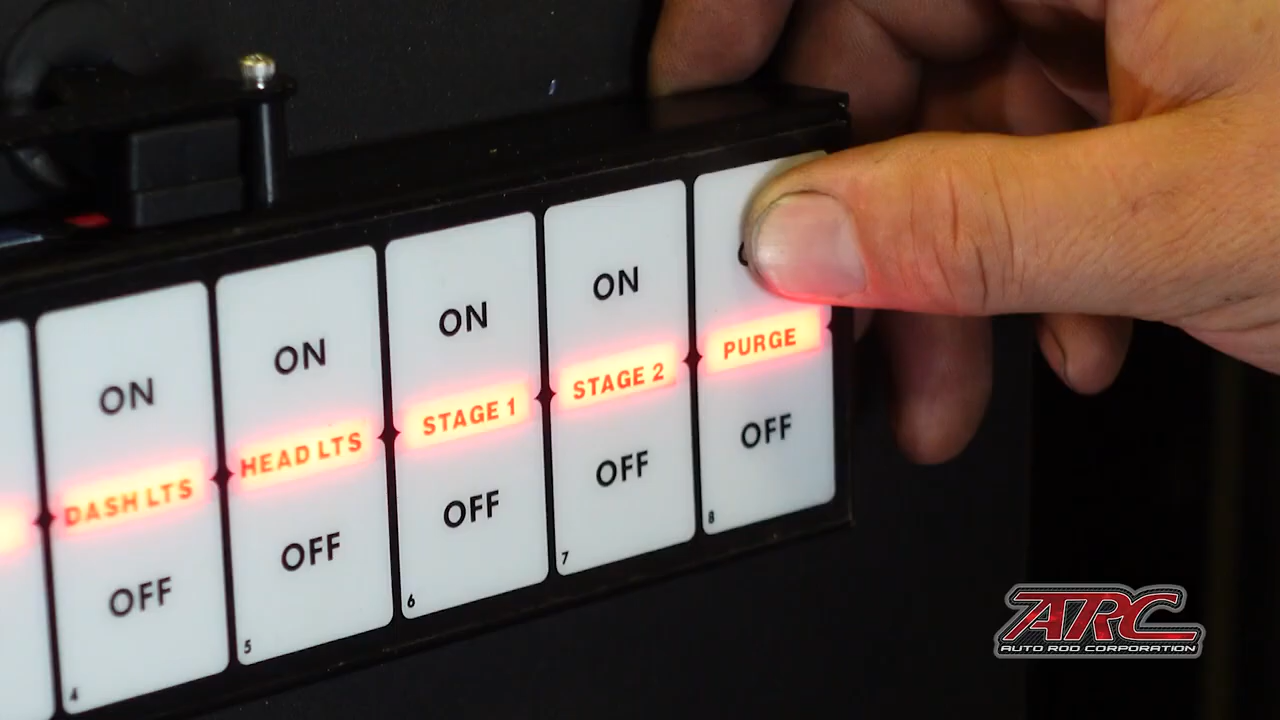 ON
DASH LTS
OFF
4
ON
HEAD LTS
OFF
5
ON
STAGE 1
OFF
6
ON
STAGE 2
OFF
7
PURGE
OFF
8
ARC
AUTO ROD CORPORATION